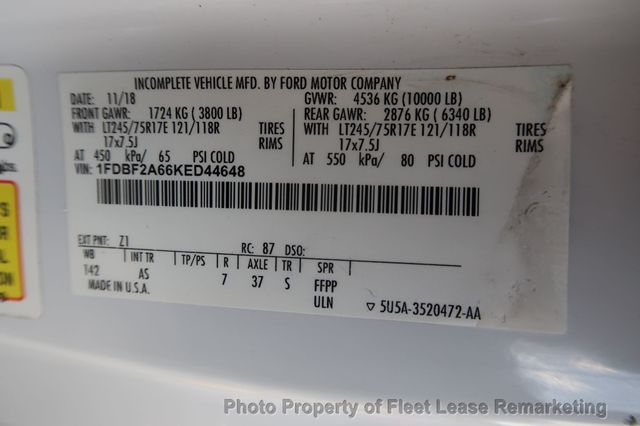 INCOMPLETE VEHICLE MFD. BY FORD MOTOR COMPANY
DATE: 11/18 GVWR: 4536 KG (10000 LB)
FRONT GAWR: 1724 KG ( 3800 LB) REAR GAWR: 2876 KG ( 6340 LB)
WITH LT245/75R17E 121/118R TIRES WITH LT245/75R17E 121/118R TIRES
17x7.5J RIMS 17x7.5J RIMS
AT 450 kPa/ 65 PSI COLD AT 550 kPa/ 80 PSI COLD
VIN: 1FDBF2A66KED44648
EXT PNT: Z1 RC: 87 DSO:
WB INT TR TP/PS R AXLE TR SPR
142 AS 7 37 S FFPP
MADE IN U.S.A. ULN ▽ 5U5A-3520472-AA
Photo Property of Fleet Lease Remarketing